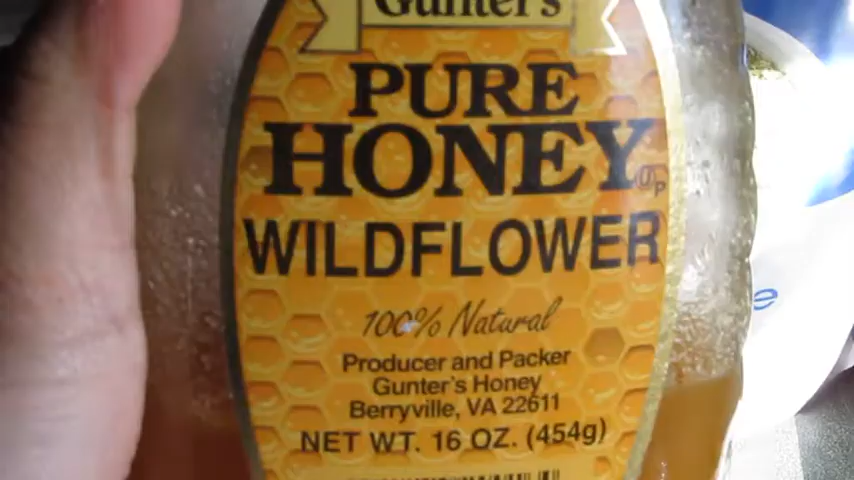 Gunter's
PURE
HONEY
UP
WILDFLOWER
100% Natural
Producer and Packer
Gunter's Honey
Berryville, VA 22611
NET WT. 16 OZ. (454g)
e